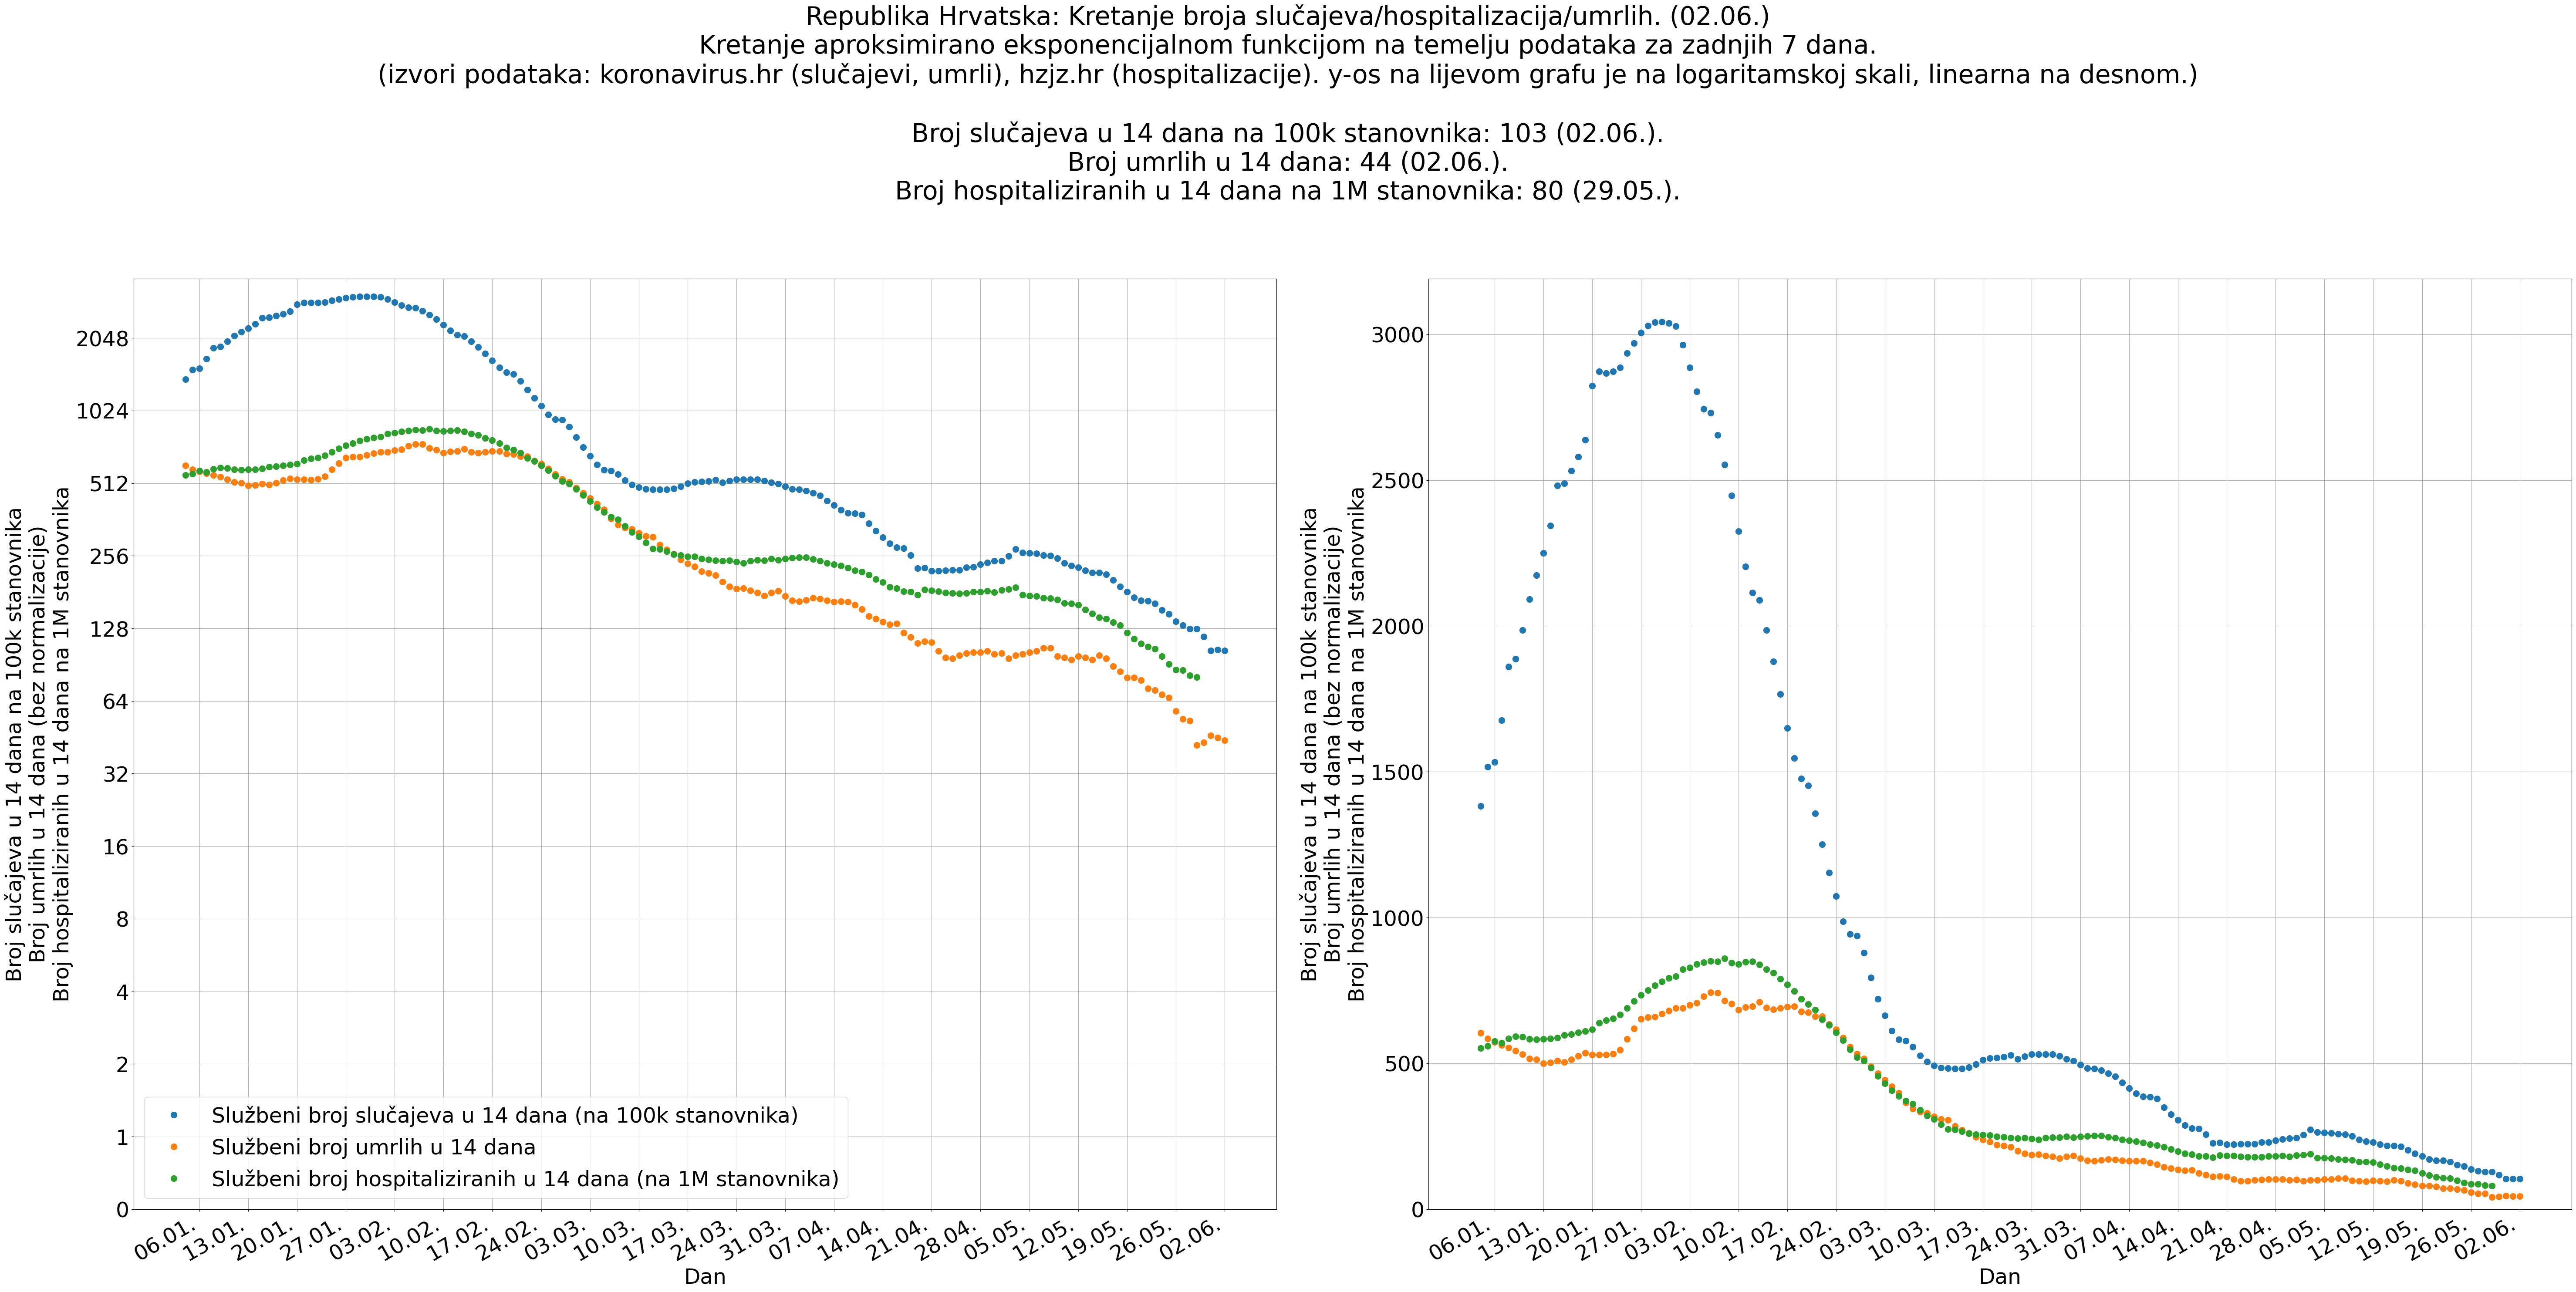 Republika Hrvatska: Kretanje broja slučajeva/hospitalizacija/umrlih. (02.06.)
Kretanje aproksimirano eksponencijalnom funkcijom na temelju podataka za zadnjih 7 dana.
(izvori podataka: koronavirus.hr (slučajevi, umrli), hzjz.hr (hospitalizacije). y-os na lijevom grafu je na logaritamskoj skali, linearna na desnom.)
Broj slučajeva u 14 dana na 100k stanovnika: 103 (02.06.).
Broj umrlih u 14 dana: 44 (02.06.).
Broj hospitaliziranih u 14 dana na 1M stanovnika: 80 (29.05.).
Broj slučajeva u 14 dana na 100k stanovnika
Broj umrlih u 14 dana (bez normalizacije)
Broj hospitaliziranih u 14 dana na 1M stanovnika
2048
1024
512
256
128
64
32
16
8
4
2
1
0
Službeni broj slučajeva u 14 dana (na 100k stanovnika)
Službeni broj umrlih u 14 dana
Službeni broj hospitaliziranih u 14 dana (na 1M stanovnika)
06.01. 13.01. 20.01. 27.01. 03.02. 10.02. 17.02. 24.02. 03.03. 10.03. 17.03. 24.03. 31.03. 07.04. 14.04. 21.04. 28.04. 05.05. 12.05. 19.05. 26.05. 02.06.
Dan
Broj slučajeva u 14 dana na 100k stanovnika
Broj umrlih u 14 dana (bez normalizacije)
Broj hospitaliziranih u 14 dana na 1M stanovnika
3000
2500
2000
1500
1000
500
0
06.01. 13.01. 20.01. 27.01. 03.02. 10.02. 17.02. 24.02. 03.03. 10.03. 17.03. 24.03. 31.03. 07.04. 14.04. 21.04. 28.04. 05.05. 12.05. 19.05. 26.05. 02.06.
Dan